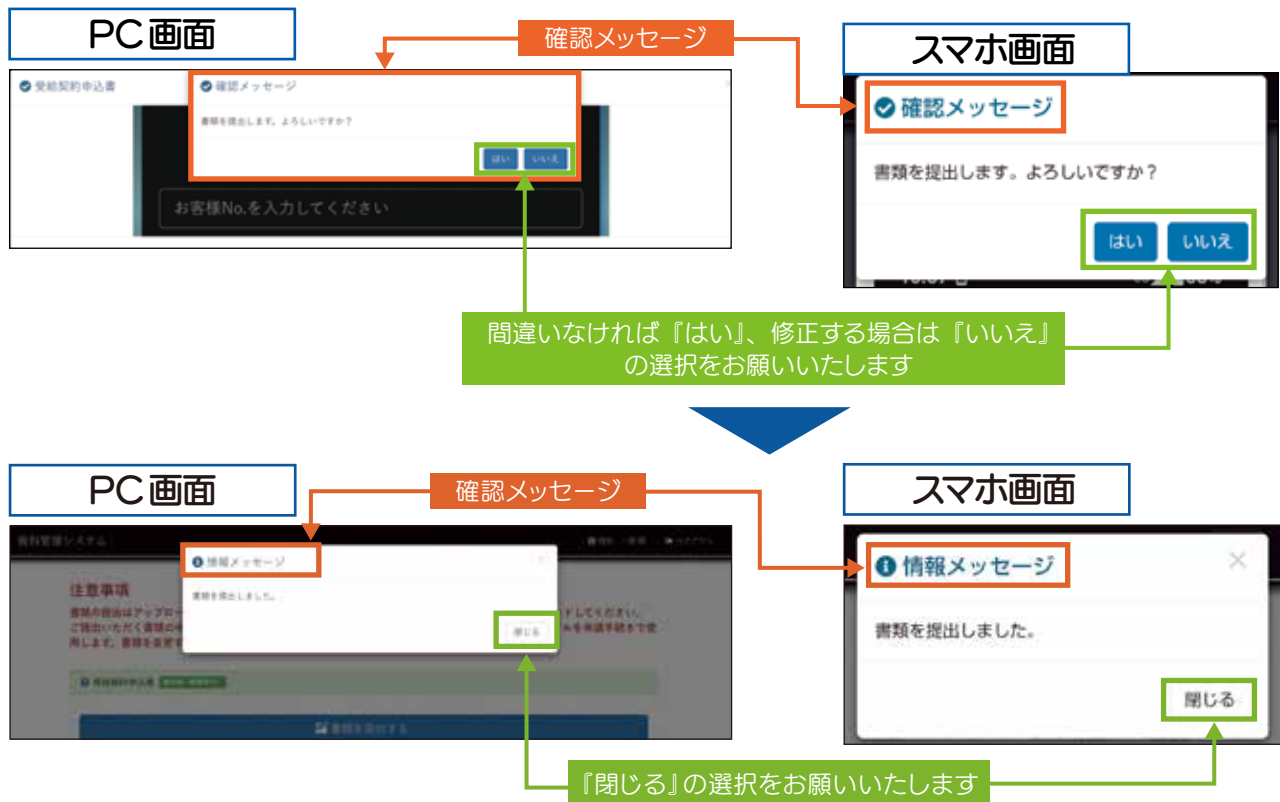 PC画面
確認メッセージ
スマホ画面
受給契約申込書
確認メッセージ
書類を提出します。よろしいですか？
はい
いいえ
お客様No.を入力してください
確認メッセージ
書類を提出します。よろしいですか？
はい
いいえ
間違いなければ『はい』、修正する場合は『いいえ』
の選択をお願いいたします
PC画面
確認メッセージ
スマホ画面
情報メッセージ
書類を提出しました。
閉じる
注意事項
情報メッセージ
書類を提出しました。
閉じる
『閉じる』の選択をお願いいたします